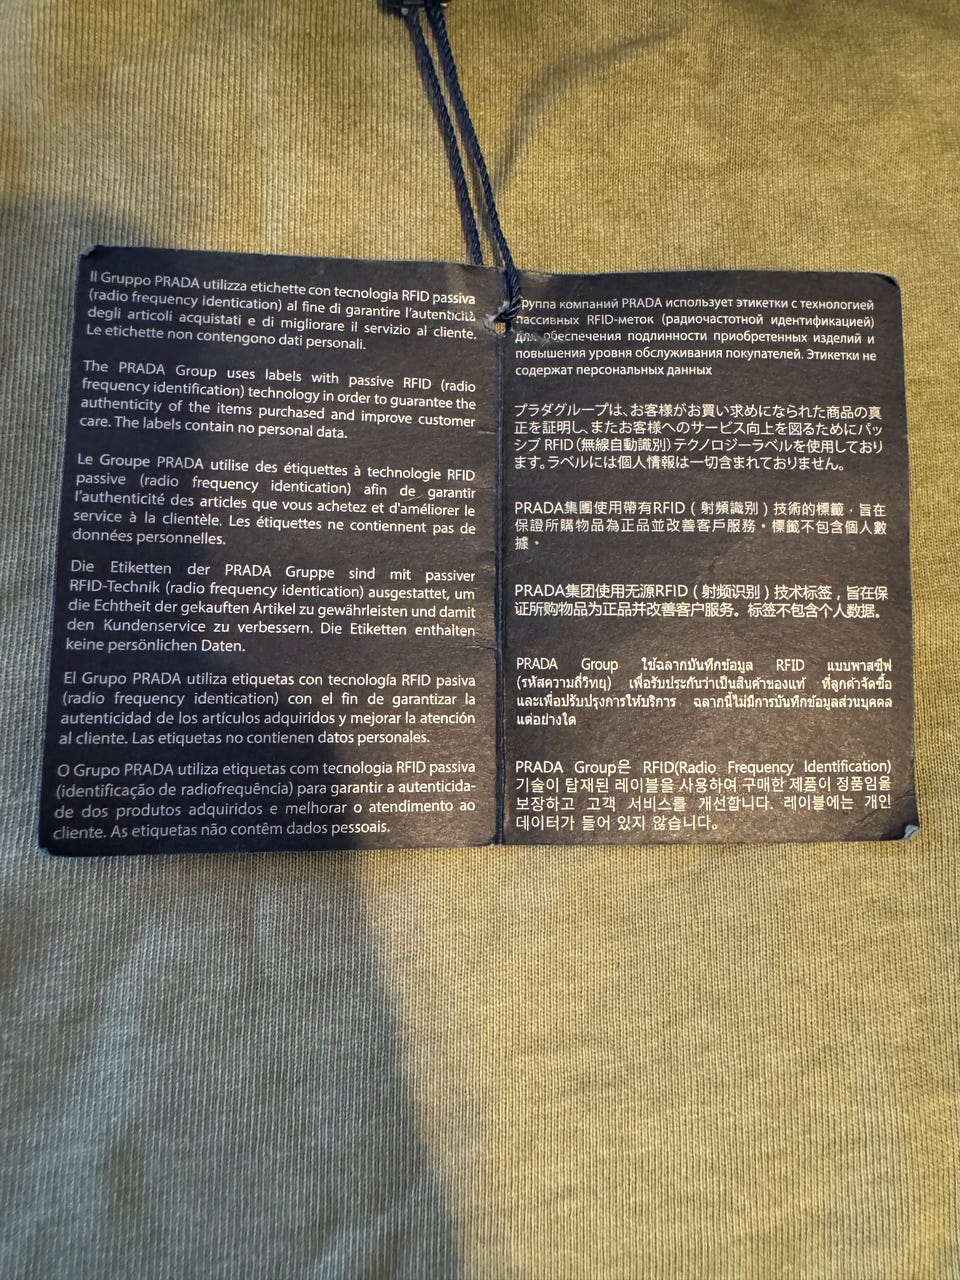 Il Gruppo PRADA utilizza etichette con tecnologia RFID passiva
(radio frequency identication) al fine di garantire l'autenticità
degli articoli acquistati e di migliorare il servizio al cliente.
Le etichette non contengono dati personali.
The PRADA Group uses labels with passive RFID (radio
frequency identification) technology in order to guarantee the
authenticity of the items purchased and improve customer
care. The labels contain no personal data.
Le Groupe PRADA utilise des étiquettes à technologie RFID
passive (radio frequency identication) afin de garantir
l'authenticité des articles que vous achetez et d'améliorer le
service à la clientèle. Les étiquettes ne contiennent pas de
données personnelles.
Die Etiketten der PRADA Gruppe sind mit passiver
RFID-Technik (radio frequency identication) ausgestattet, um
die Echtheit der gekauften Artikel zu gewährleisten und damit
den Kundenservice zu verbessern. Die Etiketten enthalten
keine persönlichen Daten.
El Grupo PRADA utiliza etiquetas con tecnología RFID pasiva
(radio frequency identication) con el fin de garantizar la
autenticidad de los artículos adquiridos y mejorar la atención
al cliente. Las etiquetas no contienen datos personales.
O Grupo PRADA utiliza etiquetas com tecnologia RFID passiva
(identificação de radiofrequência) para garantir a autenticida-
de dos produtos adquiridos e melhorar o atendimento ao
cliente. As etiquetas não contêm dados pessoais.
Группа компаний PRADA использует этикетки с технологией
пассивных RFID-меток (радиочастотной идентификацией)
для обеспечения подлинности приобретенных изделий и
повышения уровня обслуживания покупателей. Этикетки не
содержат персональных данных
プラダグループは、お客様がお買い求めになられた商品の真
正を証明し、またお客様へのサービス向上を図るためにパッ
シブ RFID（無線自動識別）テクノロジーラベルを使用しており
ます。ラベルには個人情報は一切含まれておりません。
PRADA集團使用帶有RFID（射頻識別）技術的標籤，旨在
保證所購物品為正品並改善客戶服務。標籤不包含個人數
據。
PRADA集团使用无源RFID（射频识别）技术标签，旨在保
证所购物品为正品并改善客户服务。标签不包含个人数据。
PRADA Group ใช้ฉลากบันทึกข้อมูล RFID แบบพาสซีฟ
(รหัสความถี่วิทยุ) เพื่อรับประกันว่าเป็นสินค้าของแท้ ที่ลูกค้าจัดซื้อ
และเพื่อปรับปรุงการให้บริการ ฉลากนี้ไม่มีการบันทึกข้อมูลส่วนบุคคล
แต่อย่างใด
PRADA Group은 RFID(Radio Frequency Identification)
기술이 탑재된 레이블을 사용하여 구매한 제품이 정품임을
보장하고 고객 서비스를 개선합니다. 레이블에는 개인
데이터가 들어 있지 않습니다.